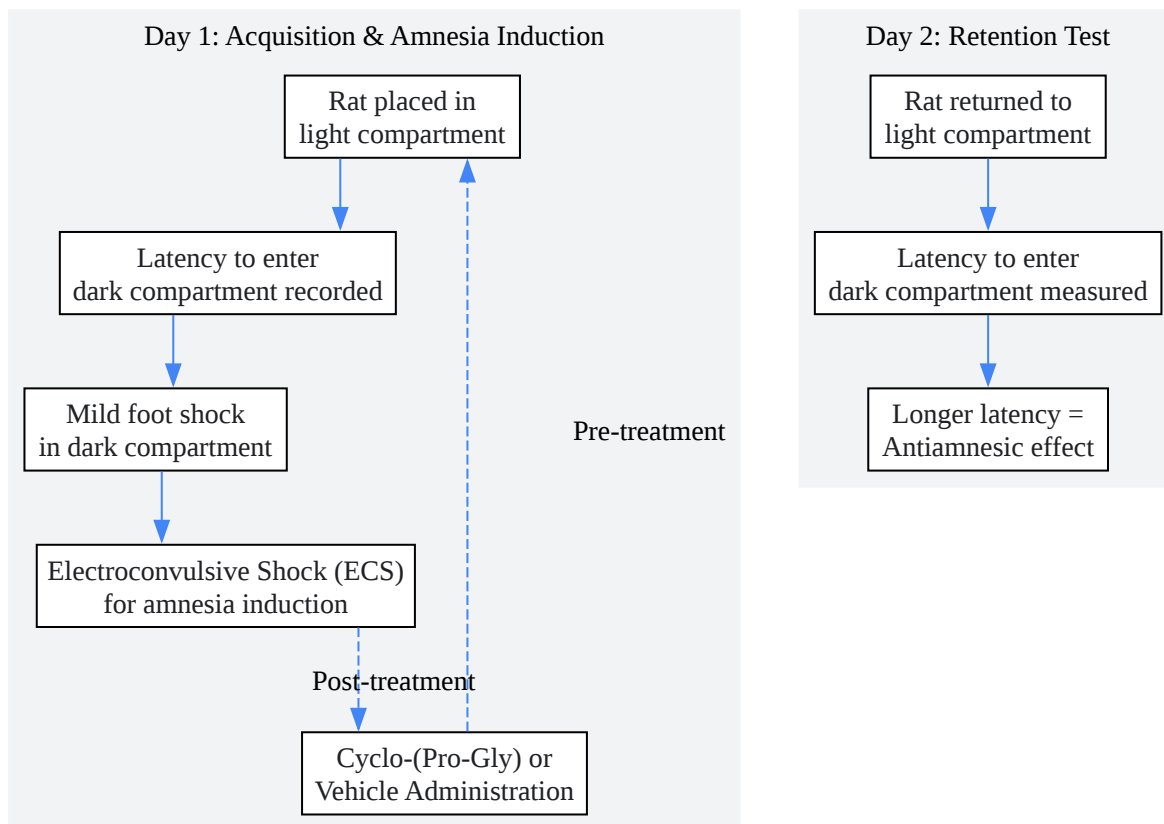 Day 1: Acquisition & Amnesia Induction
Rat placed in
light compartment
Latency to enter
dark compartment recorded
Mild foot shock
in dark compartment
Pre-treatment
Electroconvulsive Shock (ECS)
for amnesia induction
Post-treatment
Cyclo-(Pro-Gly) or
Vehicle Administration
Day 2: Retention Test
Rat returned to
light compartment
Latency to enter
dark compartment measured
Longer latency =
Antiamnesic effect